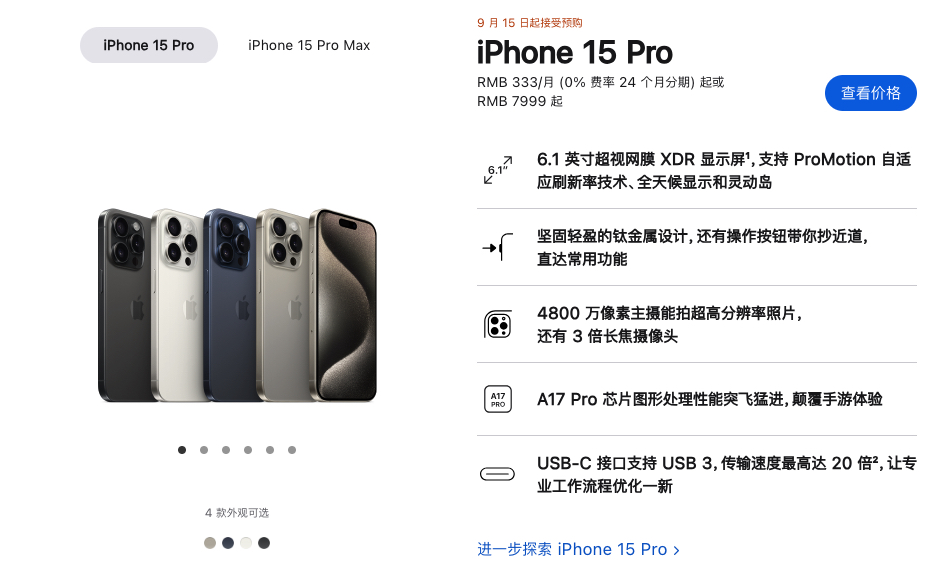 iPhone 15 Pro
iPhone 15 Pro Max
4 款外观可选
9 月 15 日起接受预购
iPhone 15 Pro
RMB 333/月 (0% 费率 24 个月分期) 起或
RMB 7999 起
查看价格
6.1″
6.1 英寸超视网膜 XDR 显示屏¹，支持 ProMotion 自适
应刷新率技术、全天候显示和灵动岛
坚固轻盈的钛金属设计，还有操作按钮带你抄近道，
直达常用功能
4800 万像素主摄能拍超高分辨率照片，
还有 3 倍长焦摄像头
A17
PRO
A17 Pro 芯片图形处理性能突飞猛进，颠覆手游体验
USB-C 接口支持 USB 3，传输速度最高达 20 倍²，让专
业工作流程优化一新
进一步探索 iPhone 15 Pro ›